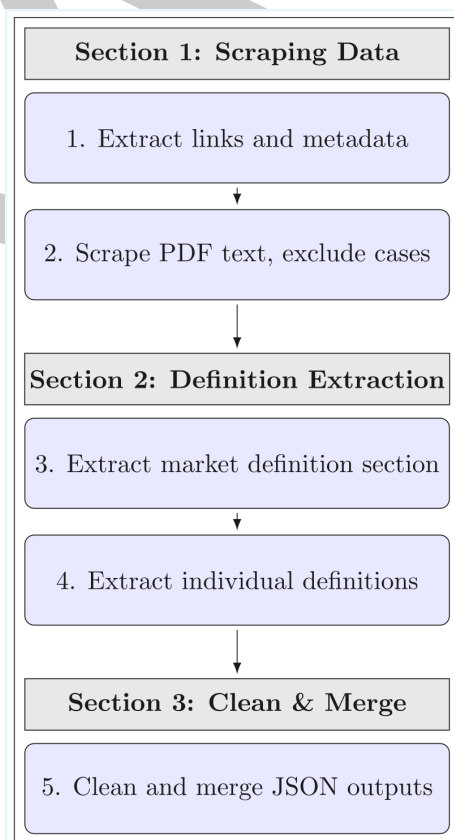 Section 1: Scraping Data
1. Extract links and metadata
2. Scrape PDF text, exclude cases
Section 2: Definition Extraction
3. Extract market definition section
4. Extract individual definitions
Section 3: Clean & Merge
5. Clean and merge JSON outputs